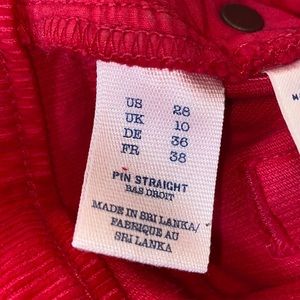 US 28
UK 10
DE 36
FR 38
PIN STRAIGHT
BAS DROIT
MADE IN SRI LANKA/
FABRIQUE AU
SRI LANKA